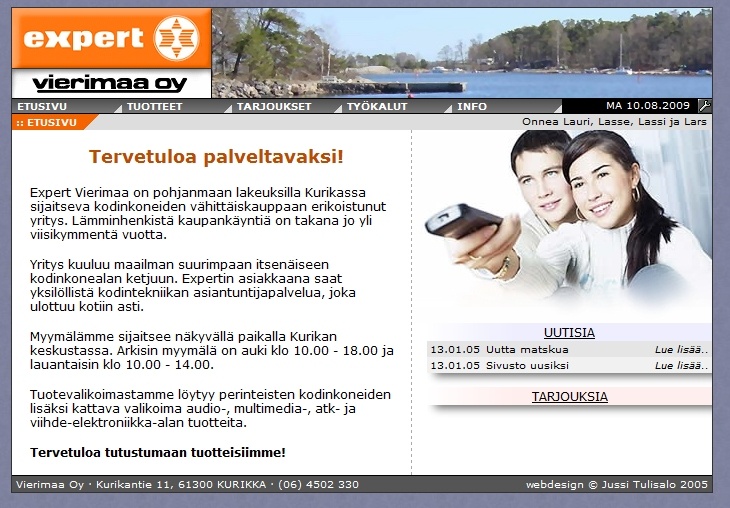 expert
vierimaa oy
ETUSIVU TUOTTEET TARJOUKSET TYÖKALUT INFO MA 10.08.2009
:: ETUSIVU
Onnea Lauri, Lasse, Lassi ja Lars
Tervetuloa palveltavaksi!
Expert Vierimaa on pohjanmaan lakeuksilla Kurikassa
sijaitseva kodinkoneiden vähittäiskauppaan erikoistunut
yritys. Lämminhenkistä kaupankäyntiä on takana jo yli
viisikymmentä vuotta.
Yritys kuuluu maailman suurimpaan itsenäiseen
kodinkonealan ketjuun. Expertin asiakkaana saat
yksilöllistä kodintekniikan asiantuntijapalvelua, joka
ulottuu kotiin asti.
Myymälämme sijaitsee näkyvällä paikalla Kurikan
keskustassa. Arkisin myymälä on auki klo 10.00 - 18.00 ja
lauantaisin klo 10.00 - 14.00.
Tuotevalikoimastamme löytyy perinteisten kodinkoneiden
lisäksi kattava valikoima audio-, multimedia-, atk- ja
viihde-elektroniikka-alan tuotteita.
Tervetuloa tutustumaan tuotteisiimme!
UUTISIA
13.01.05 Uutta matskua Lue lisää..
13.01.05 Sivusto uusiksi Lue lisää..
TARJOUKSIA
Vierimaa Oy · Kurikantie 11, 61300 KURIKKA · (06) 4502 330
webdesign © Jussi Tulisalo 2005